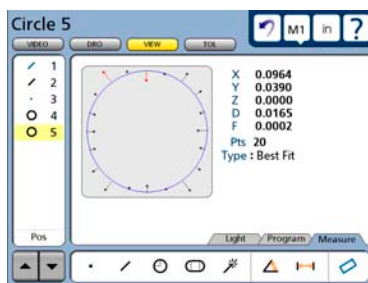 Circle 5
M1 in ?
VIDEO DRO VIEW TOL
1
2
3
4
5
X 0.0964
Y 0.0390
Z 0.0000
D 0.0165
F 0.0002
Pts 20
Type : Best Fit
Pos
Light Program Measure